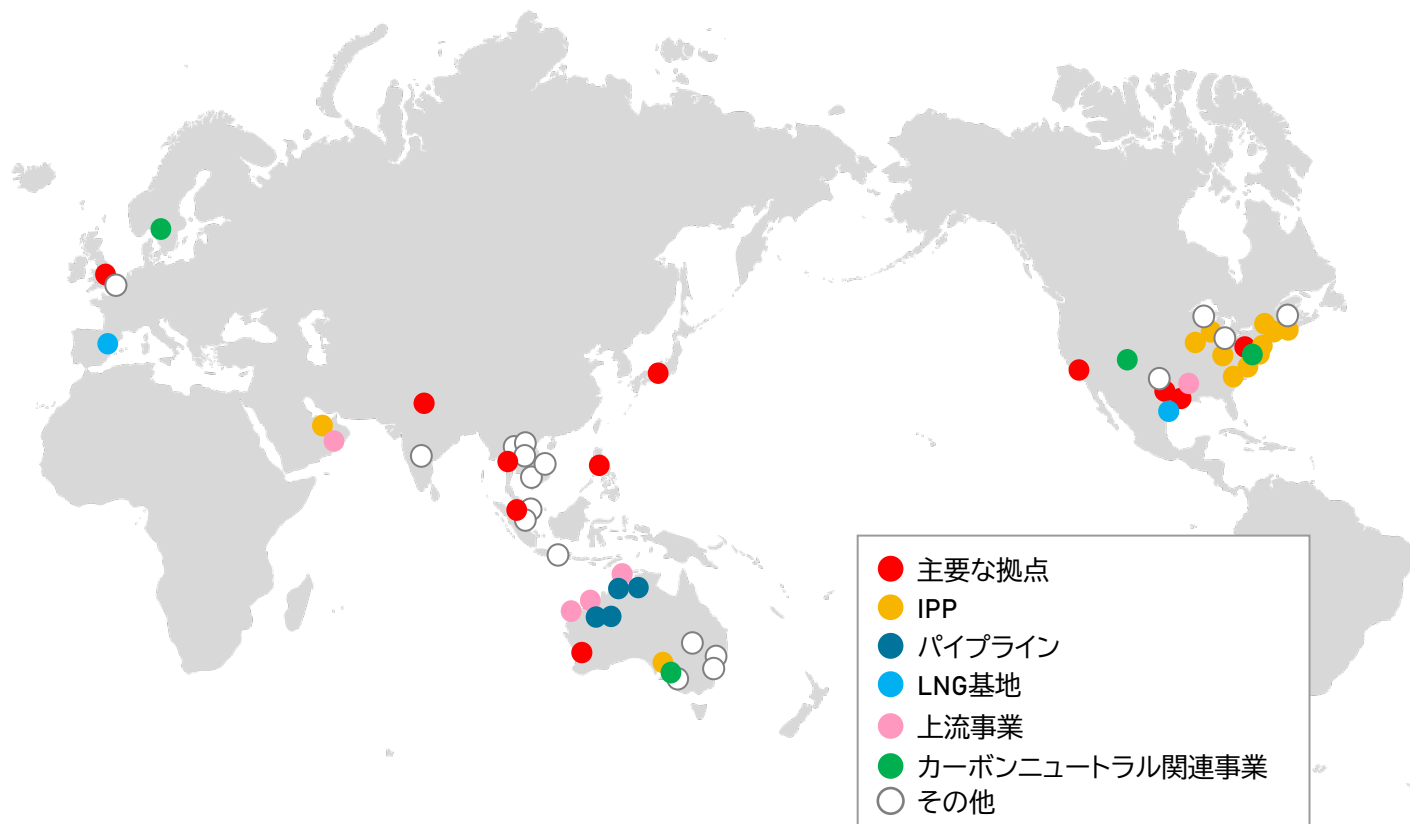 主要な拠点
IPP
パイプライン
LNG基地
上流事業
カーボンニュートラル関連事業
その他